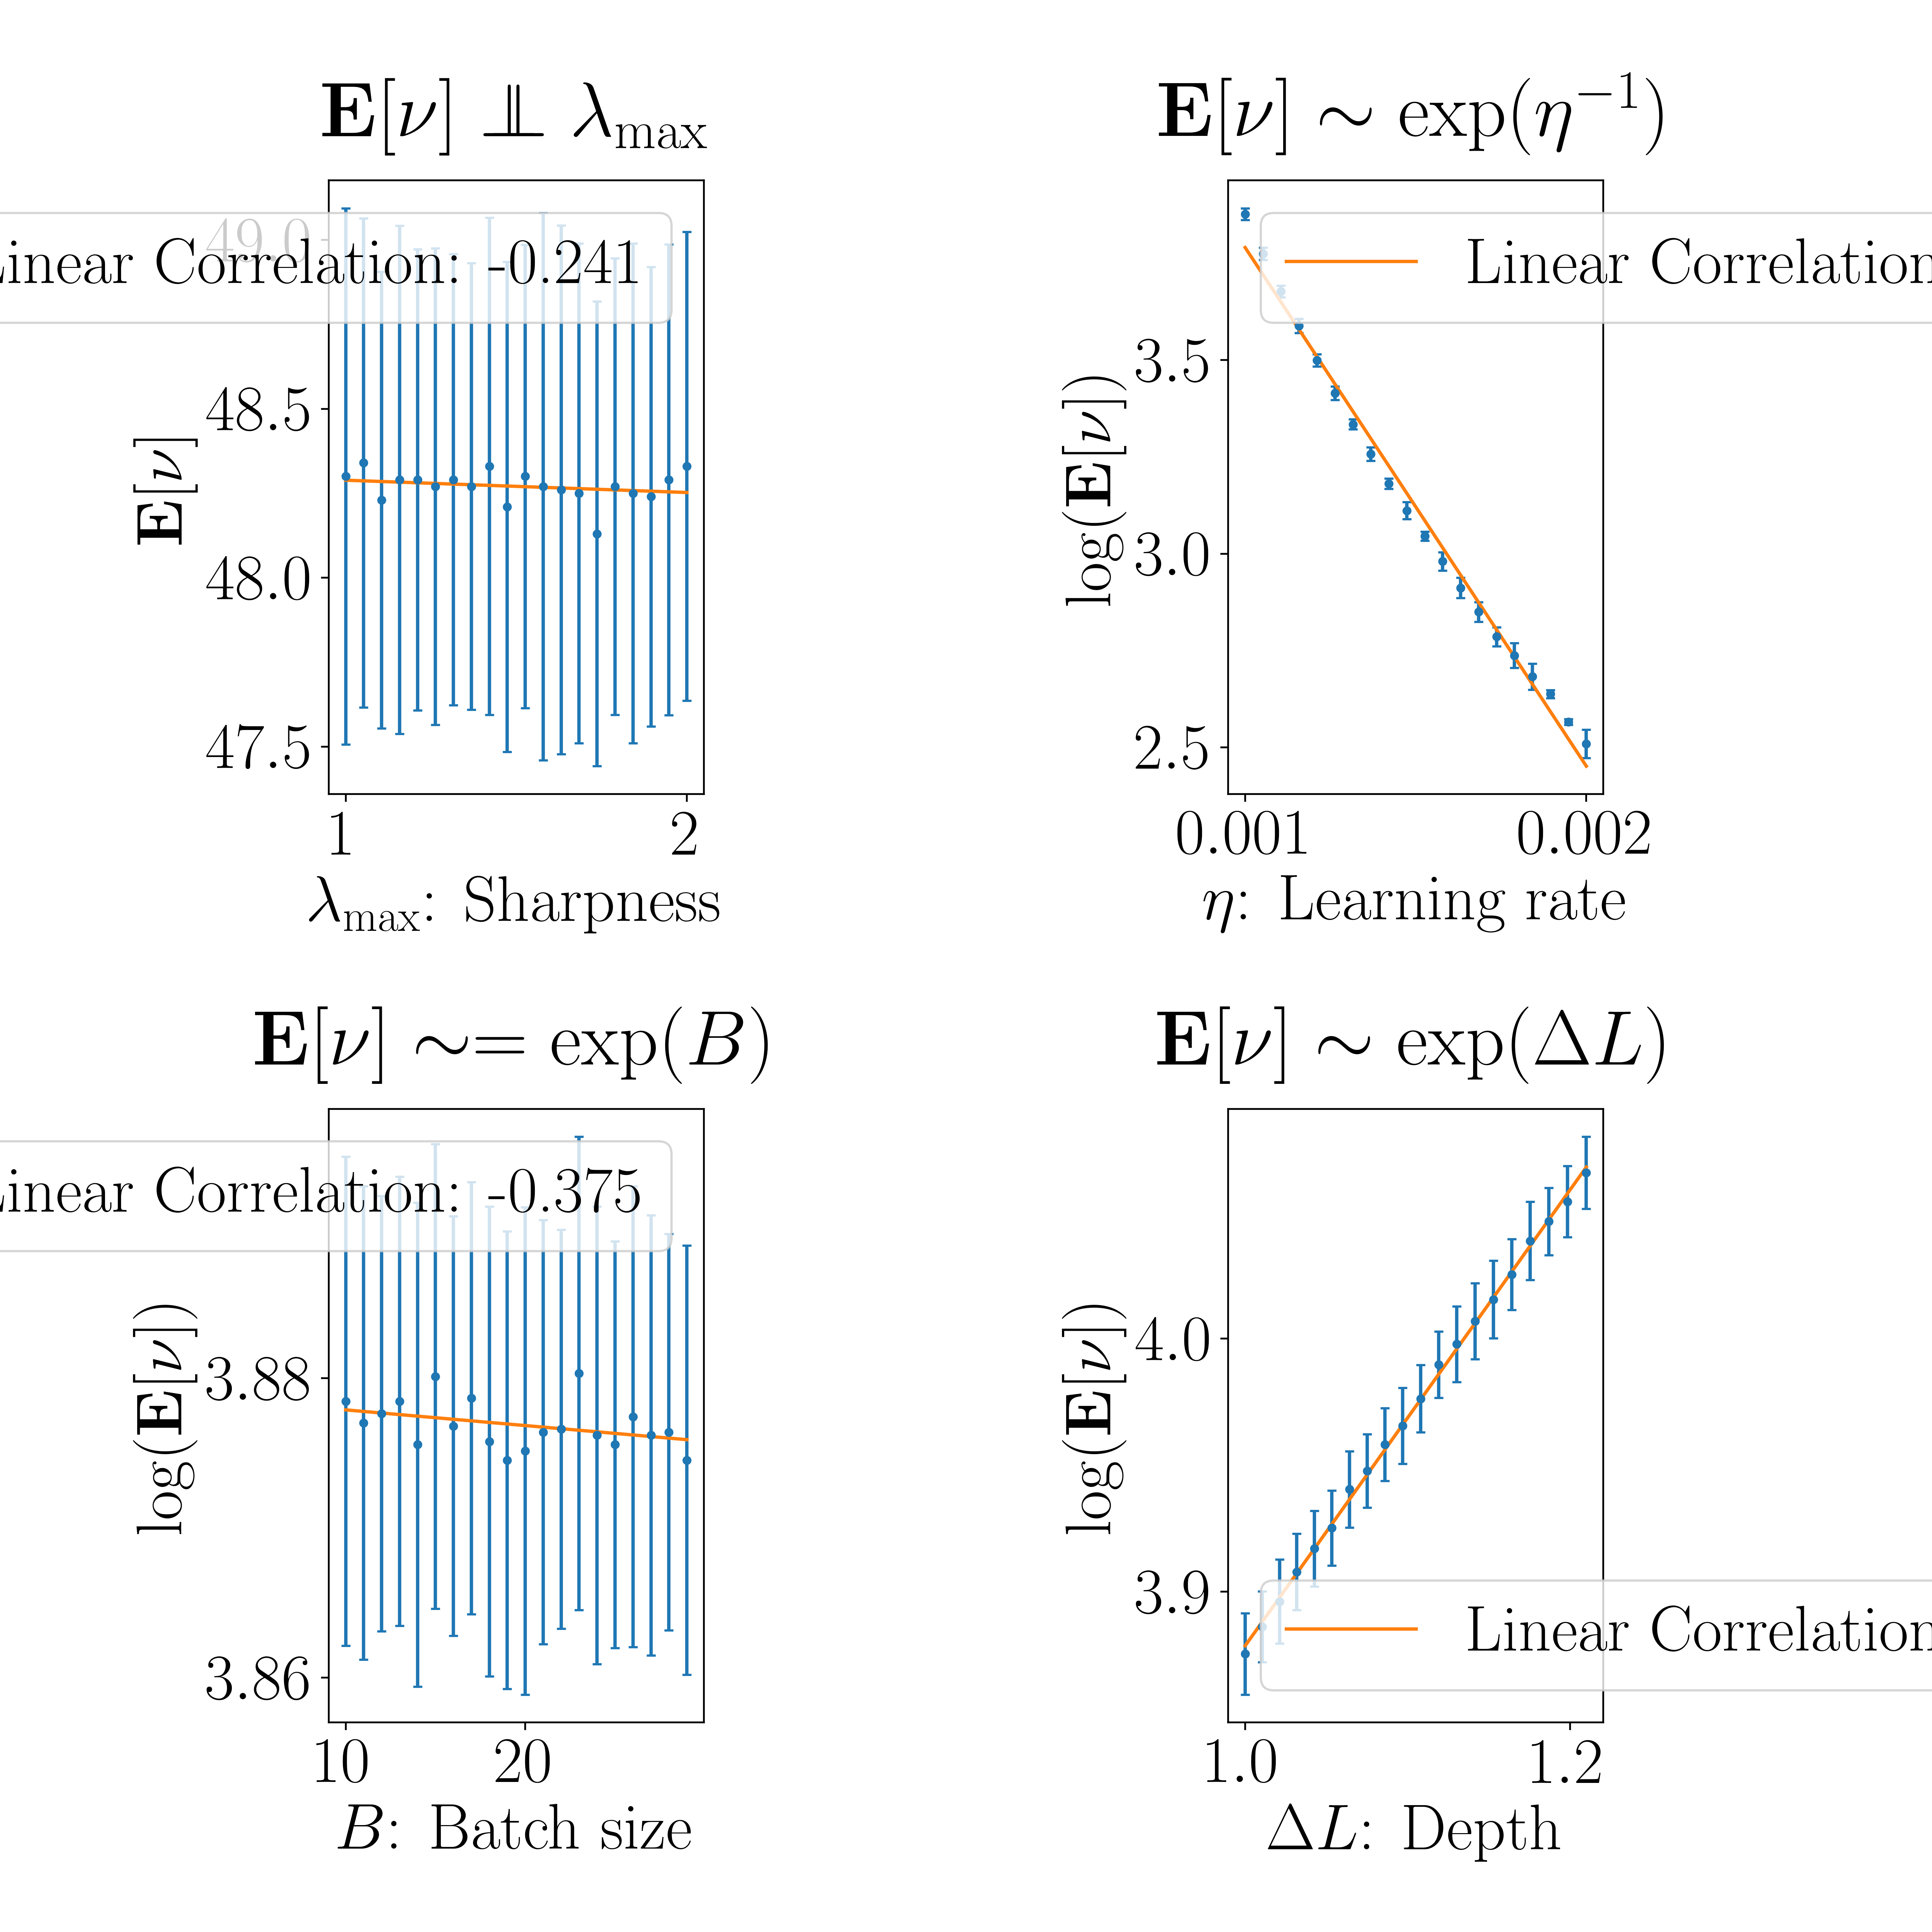 𝐄[ν] ⫫ λ_max
Linear Correlation: -0.241
49.0
48.5
48.0
47.5
𝐄[ν]
1 2
λ_max: Sharpness
𝐄[ν] ∼ exp(η⁻¹)
Linear Correlation
3.5
3.0
2.5
log(𝐄[ν])
0.001 0.002
η: Learning rate
𝐄[ν] ∼= exp(B)
Linear Correlation: -0.375
3.88
3.86
log(𝐄[ν])
10 20
B: Batch size
𝐄[ν] ∼ exp(ΔL)
4.0
3.9
Linear Correlation
log(𝐄[ν])
1.0 1.2
ΔL: Depth